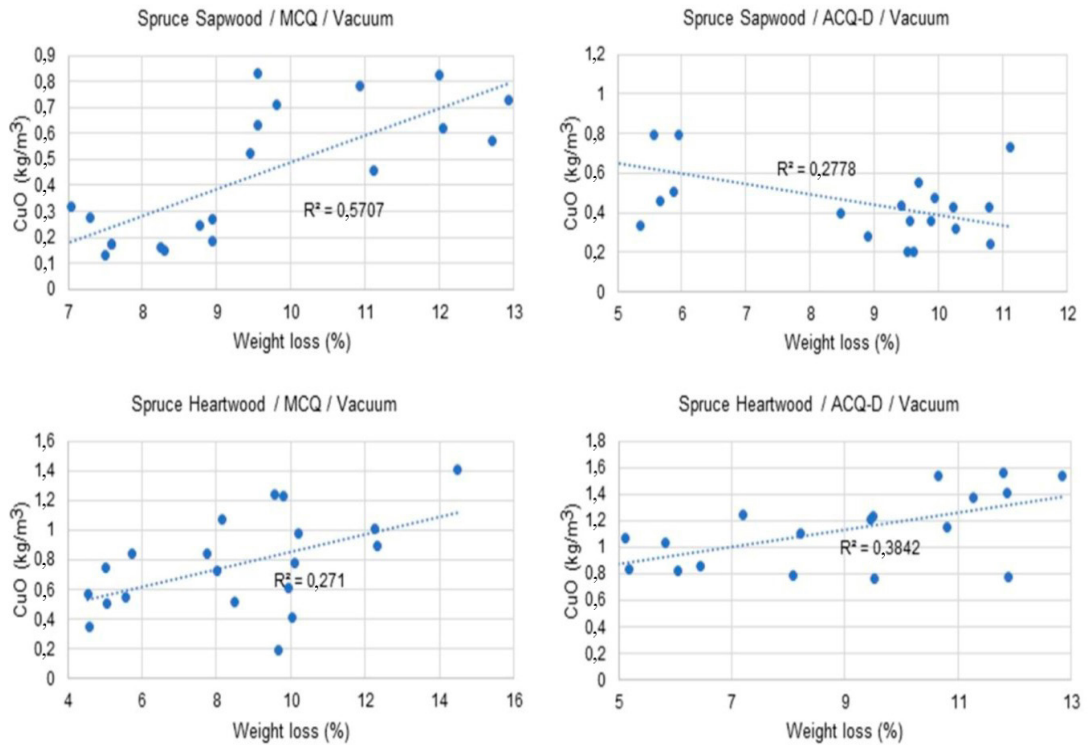 Spruce Sapwood / MCQ / Vacuum
0,9
0,8
0,7
0,6
0,5
0,4
0,3
0,2
0,1
0
CuO (kg/m³)
R² = 0,5707
7 8 9 10 11 12 13
Weight loss (%)
Spruce Sapwood / ACQ-D / Vacuum
1,2
1
0,8
0,6
0,4
0,2
0
CuO (kg/m³)
R² = 0,2778
5 6 7 8 9 10 11 12
Weight loss (%)
Spruce Heartwood / MCQ / Vacuum
1,6
1,4
1,2
1
0,8
0,6
0,4
0,2
0
CuO (kg/m³)
R² = 0,271
4 6 8 10 12 14 16
Weight loss (%)
Spruce Heartwood / ACQ-D / Vacuum
1,8
1,6
1,4
1,2
1
0,8
0,6
0,4
0,2
0
CuO (kg/m³)
R² = 0,3842
5 7 9 11 13
Weight loss (%)